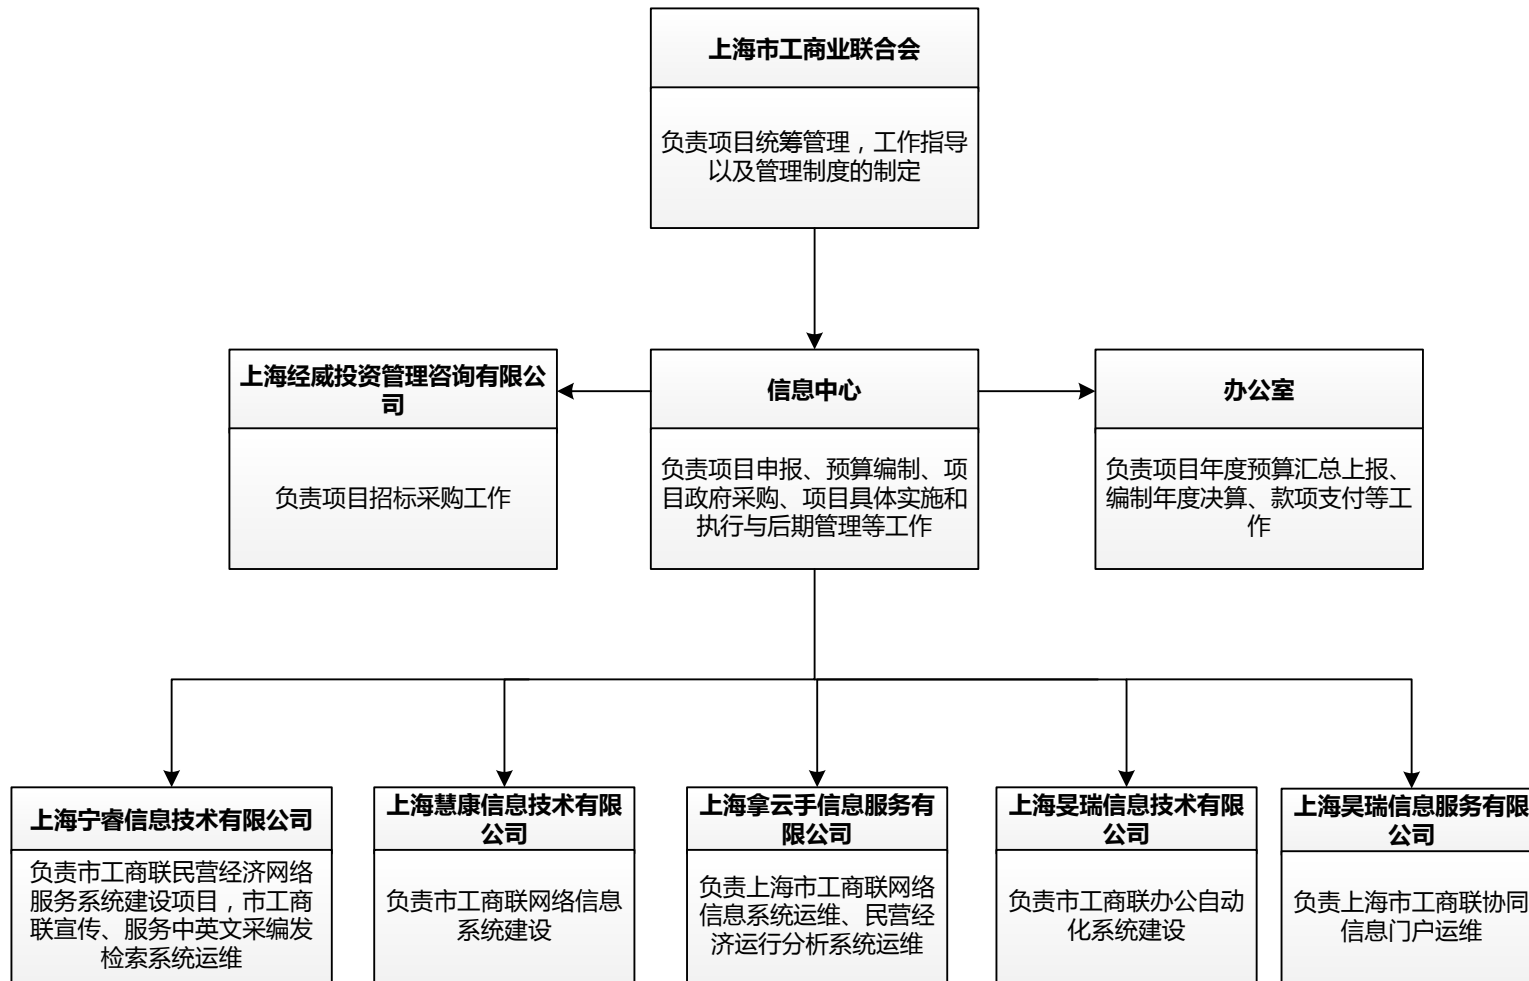 上海市工商业联合会
负责项目统筹管理，工作指导
以及管理制度的制定
上海经威投资管理咨询有限公
司
负责项目招标采购工作
信息中心
负责项目申报、预算编制、项
目政府采购、项目具体实施和
执行与后期管理等工作
办公室
负责项目年度预算汇总上报、
编制年度决算、款项支付等工
作
上海宁睿信息技术有限公司
负责市工商联民营经济网络
服务系统建设项目，市工商
联宣传、服务中英文采编发
检索系统运维
上海慧康信息技术有限
公司
负责市工商联网络信息
系统建设
上海拿云手信息服务有
限公司
负责上海市工商联网络
信息系统运维、民营经
济运行分析系统运维
上海旻瑞信息技术有限
公司
负责市工商联办公自动
化系统建设
上海昊瑞信息服务有限
公司
负责上海市工商联协同
信息门户运维